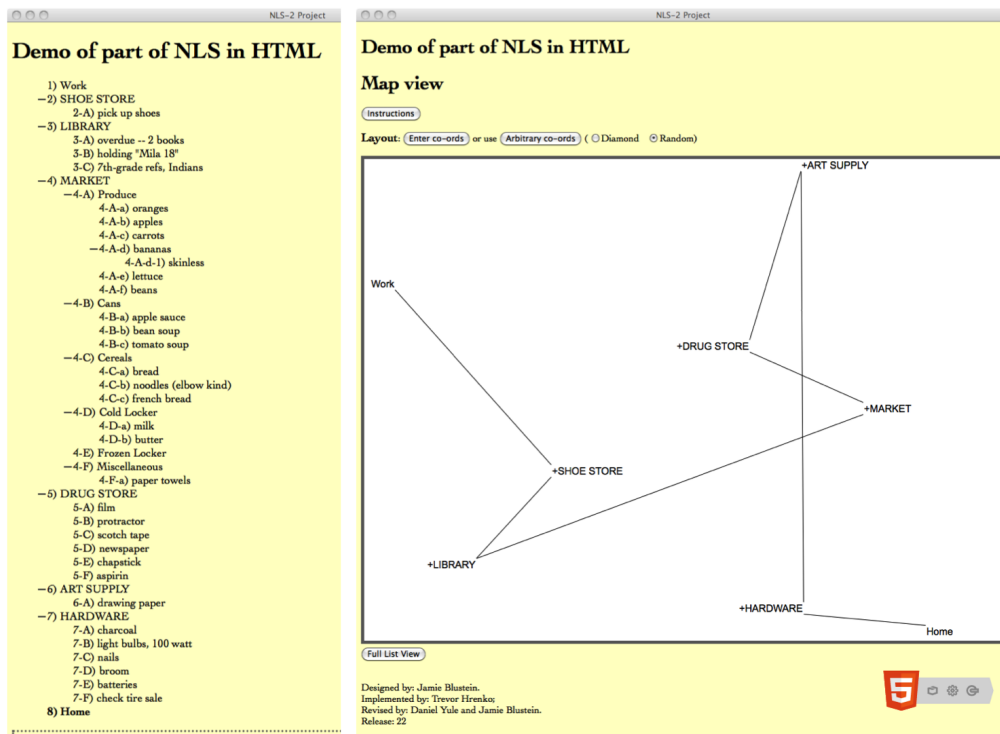 NLS-2 Project
Demo of part of NLS in HTML
1) Work
−2) SHOE STORE
2-A) pick up shoes
−3) LIBRARY
3-A) overdue -- 2 books
3-B) holding "Mila 18"
3-C) 7th-grade refs, Indians
−4) MARKET
−4-A) Produce
4-A-a) oranges
4-A-b) apples
4-A-c) carrots
−4-A-d) bananas
4-A-d-1) skinless
4-A-e) lettuce
4-A-f) beans
−4-B) Cans
4-B-a) apple sauce
4-B-b) bean soup
4-B-c) tomato soup
−4-C) Cereals
4-C-a) bread
4-C-b) noodles (elbow kind)
4-C-c) french bread
−4-D) Cold Locker
4-D-a) milk
4-D-b) butter
4-E) Frozen Locker
−4-F) Miscellaneous
4-F-a) paper towels
−5) DRUG STORE
5-A) film
5-B) protractor
5-C) scotch tape
5-D) newspaper
5-E) chapstick
5-F) aspirin
−6) ART SUPPLY
6-A) drawing paper
−7) HARDWARE
7-A) charcoal
7-B) light bulbs, 100 watt
7-C) nails
7-D) broom
7-E) batteries
7-F) check tire sale
8) Home
NLS-2 Project
Demo of part of NLS in HTML
Map view
Instructions
Layout: Enter co-ords or use Arbitrary co-ords ( Diamond Random)
+ART SUPPLY
Work
+DRUG STORE
+MARKET
+SHOE STORE
+LIBRARY
+HARDWARE
Home
Full List View
Designed by: Jamie Blustein.
Implemented by: Trevor Hrenko;
Revised by: Daniel Yule and Jamie Blustein.
Release: 22
5